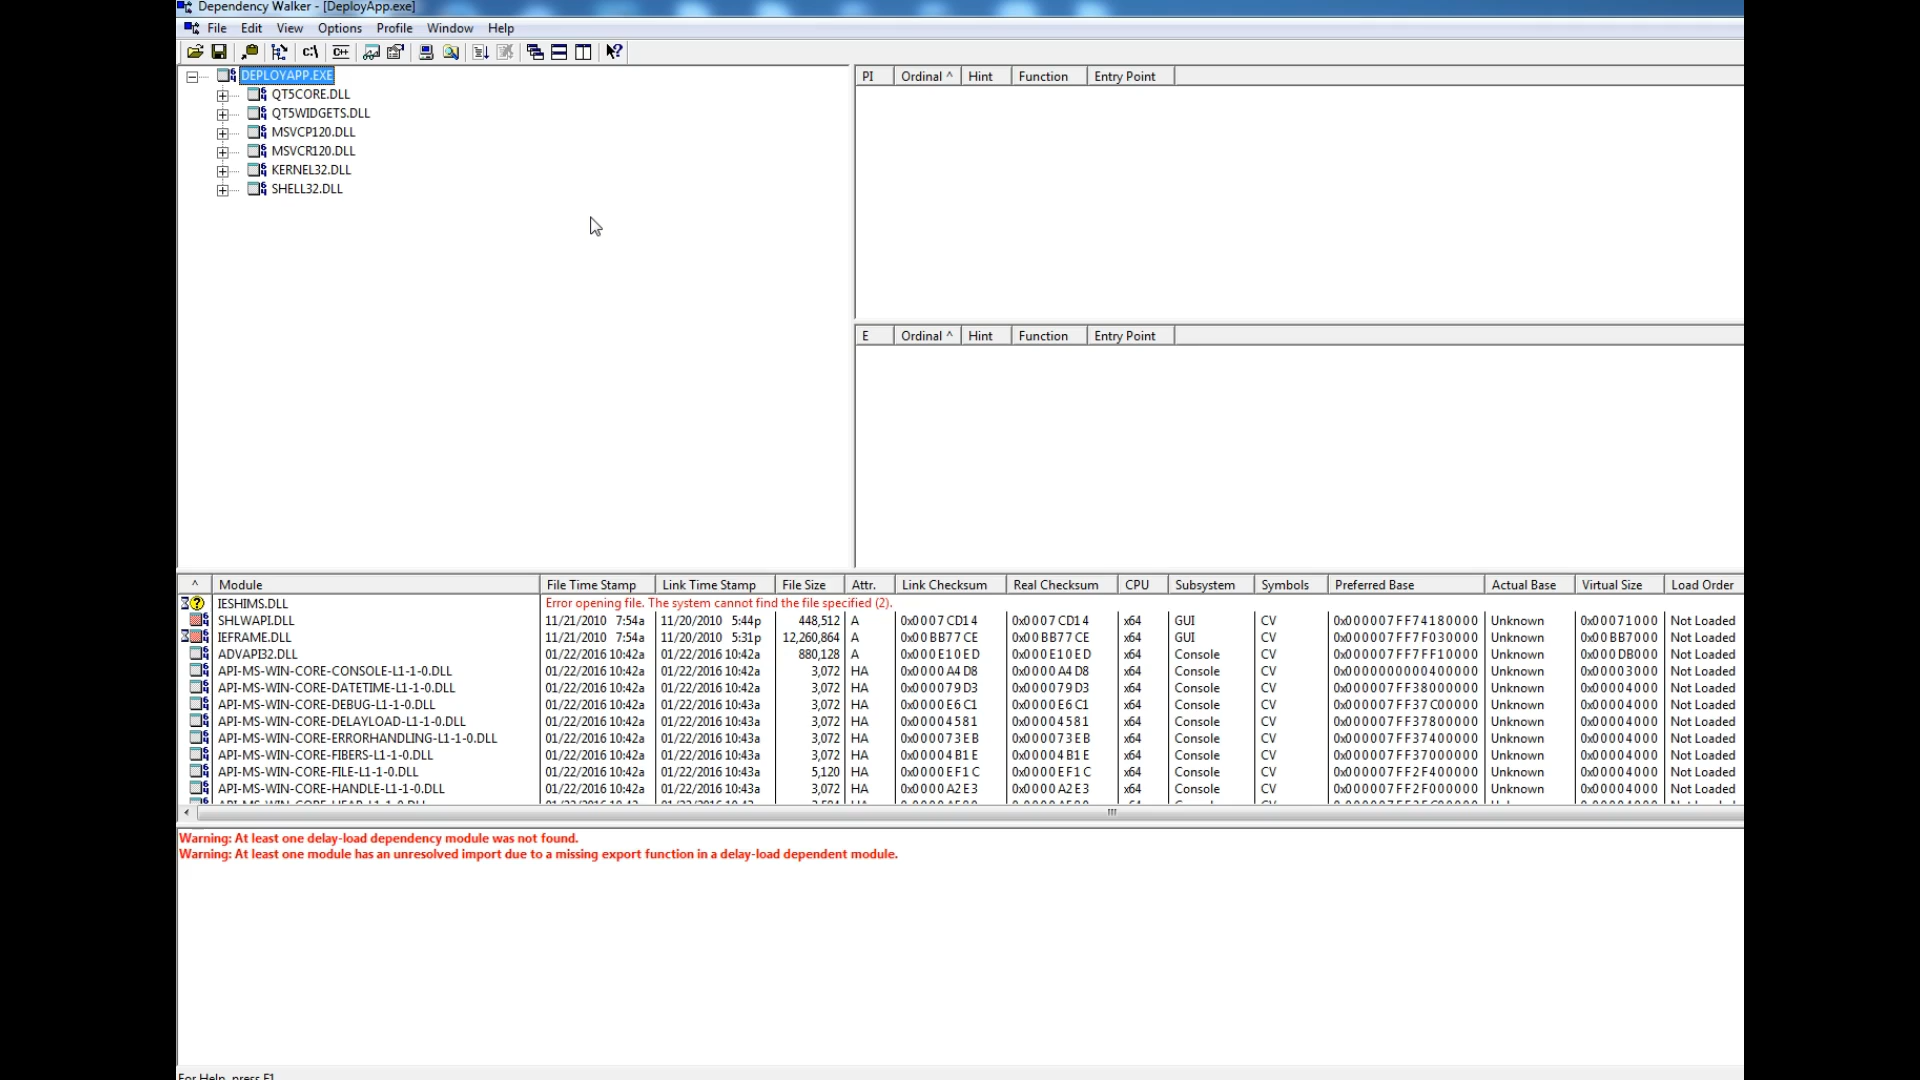 Dependency Walker - [DeployApp.exe]
File Edit View Options Profile Window Help
DEPLOYAPP.EXE
QT5CORE.DLL
QT5WIDGETS.DLL
MSVCP120.DLL
MSVCR120.DLL
KERNEL32.DLL
SHELL32.DLL
PI Ordinal ^ Hint Function Entry Point
E Ordinal ^ Hint Function Entry Point
^ Module File Time Stamp Link Time Stamp File Size Attr. Link Checksum Real Checksum CPU Subsystem Symbols Preferred Base Actual Base Virtual Size Load Order
IESHIMS.DLL Error opening file. The system cannot find the file specified (2).
SHLWAPI.DLL 11/21/2010 7:54a 11/20/2010 5:44p 448,512 A 0x0007CD14 0x0007CD14 x64 GUI CV 0x000007FF74180000 Unknown 0x00071000 Not Loaded
IEFRAME.DLL 11/21/2010 7:54a 11/20/2010 5:31p 12,260,864 A 0x00BB77CE 0x00BB77CE x64 GUI CV 0x000007FF7F030000 Unknown 0x00BB7000 Not Loaded
ADVAPI32.DLL 01/22/2016 10:42a 01/22/2016 10:42a 880,128 A 0x000E10ED 0x000E10ED x64 Console CV 0x000007FF7FF10000 Unknown 0x000DB000 Not Loaded
API-MS-WIN-CORE-CONSOLE-L1-1-0.DLL 01/22/2016 10:42a 01/22/2016 10:42a 3,072 HA 0x0000A4D8 0x0000A4D8 x64 Console CV 0x0000000000400000 Unknown 0x00003000 Not Loaded
API-MS-WIN-CORE-DATETIME-L1-1-0.DLL 01/22/2016 10:42a 01/22/2016 10:42a 3,072 HA 0x000079D3 0x000079D3 x64 Console CV 0x000007FF38000000 Unknown 0x00004000 Not Loaded
API-MS-WIN-CORE-DEBUG-L1-1-0.DLL 01/22/2016 10:42a 01/22/2016 10:43a 3,072 HA 0x0000E6C1 0x0000E6C1 x64 Console CV 0x000007FF37C00000 Unknown 0x00004000 Not Loaded
API-MS-WIN-CORE-DELAYLOAD-L1-1-0.DLL 01/22/2016 10:42a 01/22/2016 10:43a 3,072 HA 0x00004581 0x00004581 x64 Console CV 0x000007FF37800000 Unknown 0x00004000 Not Loaded
API-MS-WIN-CORE-ERRORHANDLING-L1-1-0.DLL 01/22/2016 10:42a 01/22/2016 10:43a 3,072 HA 0x000073EB 0x000073EB x64 Console CV 0x000007FF37400000 Unknown 0x00004000 Not Loaded
API-MS-WIN-CORE-FIBERS-L1-1-0.DLL 01/22/2016 10:42a 01/22/2016 10:43a 3,072 HA 0x00004B1E 0x00004B1E x64 Console CV 0x000007FF37000000 Unknown 0x00004000 Not Loaded
API-MS-WIN-CORE-FILE-L1-1-0.DLL 01/22/2016 10:42a 01/22/2016 10:43a 5,120 HA 0x0000EF1C 0x0000EF1C x64 Console CV 0x000007FF2F400000 Unknown 0x00004000 Not Loaded
API-MS-WIN-CORE-HANDLE-L1-1-0.DLL 01/22/2016 10:42a 01/22/2016 10:43a 3,072 HA 0x0000A2E3 0x0000A2E3 x64 Console CV 0x000007FF2F000000 Unknown 0x00004000 Not Loaded
Warning: At least one delay-load dependency module was not found.
Warning: At least one module has an unresolved import due to a missing export function in a delay-load dependent module.
For Help, press F1